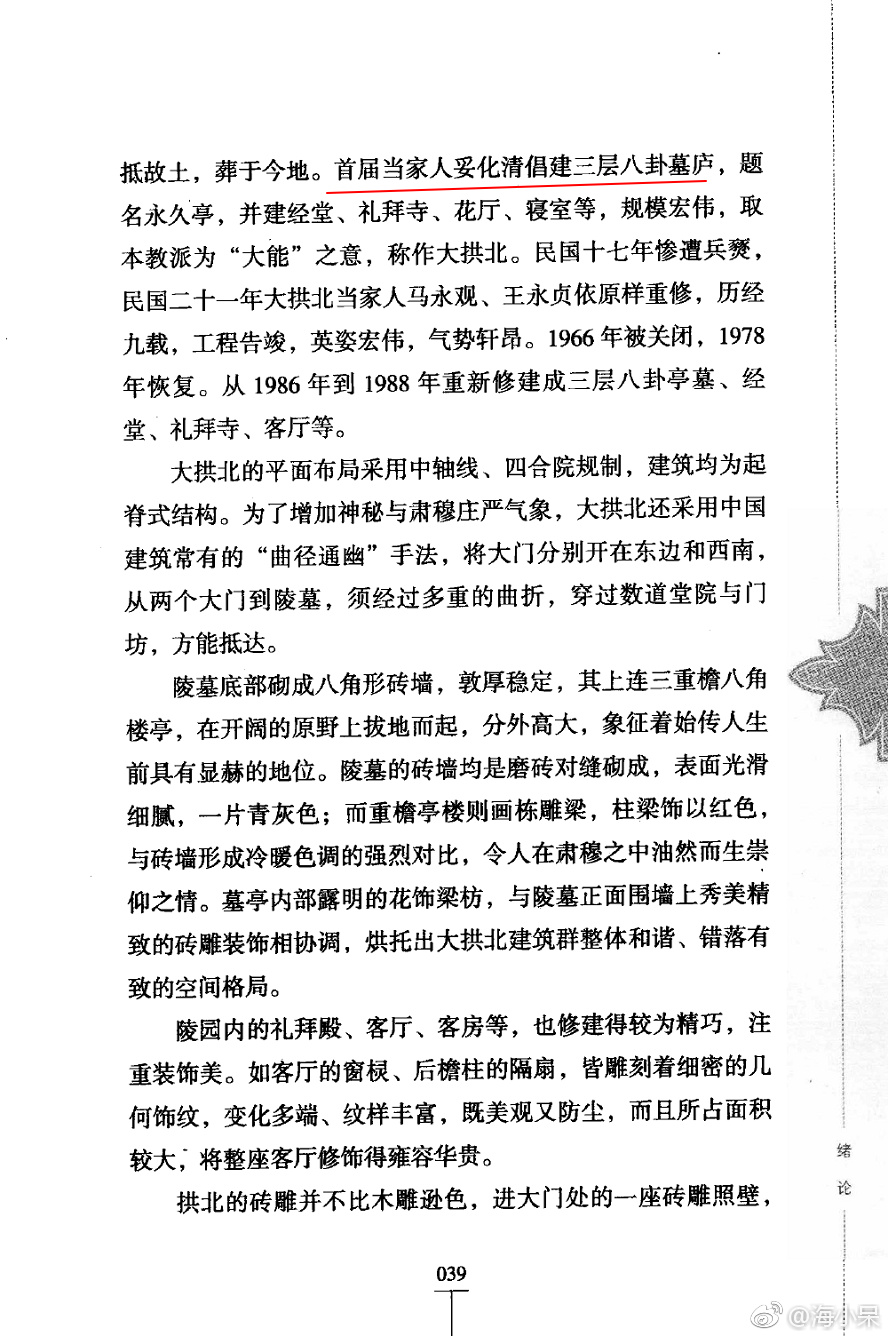 抵故土，葬于今地。首届当家人妥化清倡建三层八卦墓庐，题
名永久亭，并建经堂、礼拜寺、花厅、寝室等，规模宏伟，取
本教派为“大能”之意，称作大拱北。民国十七年惨遭兵燹，
民国二十一年大拱北当家人马永观、王永贞依原样重修，历经
九载，工程告竣，英姿宏伟，气势轩昂。1966年被关闭，1978
年恢复。从1986年到1988年重新修建成三层八卦亭墓、经
堂、礼拜寺、客厅等。
大拱北的平面布局采用中轴线、四合院规制，建筑均为起
脊式结构。为了增加神秘与肃穆庄严气象，大拱北还采用中国
建筑常有的“曲径通幽”手法，将大门分别开在东边和西南，
从两个大门到陵墓，须经过多重的曲折，穿过数道堂院与门
坊，方能抵达。
陵墓底部砌成八角形砖墙，敦厚稳定，其上连三重檐八角
楼亭，在开阔的原野上拔地而起，分外高大，象征着始传人生
前具有显赫的地位。陵墓的砖墙均是磨砖对缝砌成，表面光滑
细腻，一片青灰色；而重檐亭楼则画栋雕梁，柱梁饰以红色，
与砖墙形成冷暖色调的强烈对比，令人在肃穆之中油然而生崇
仰之情。墓亭内部露明的花饰梁枋，与陵墓正面围墙上秀美精
致的砖雕装饰相协调，烘托出大拱北建筑群整体和谐、错落有
致的空间格局。
陵园内的礼拜殿、客厅、客房等，也修建得较为精巧，注
重装饰美。如客厅的窗棂、后檐柱的隔扇，皆雕刻着细密的几
何饰纹，变化多端、纹样丰富，既美观又防尘，而且所占面积
较大，将整座客厅修饰得雍容华贵。
拱北的砖雕并不比木雕逊色，进大门处的一座砖雕照壁，
绪论
039
@海小呆